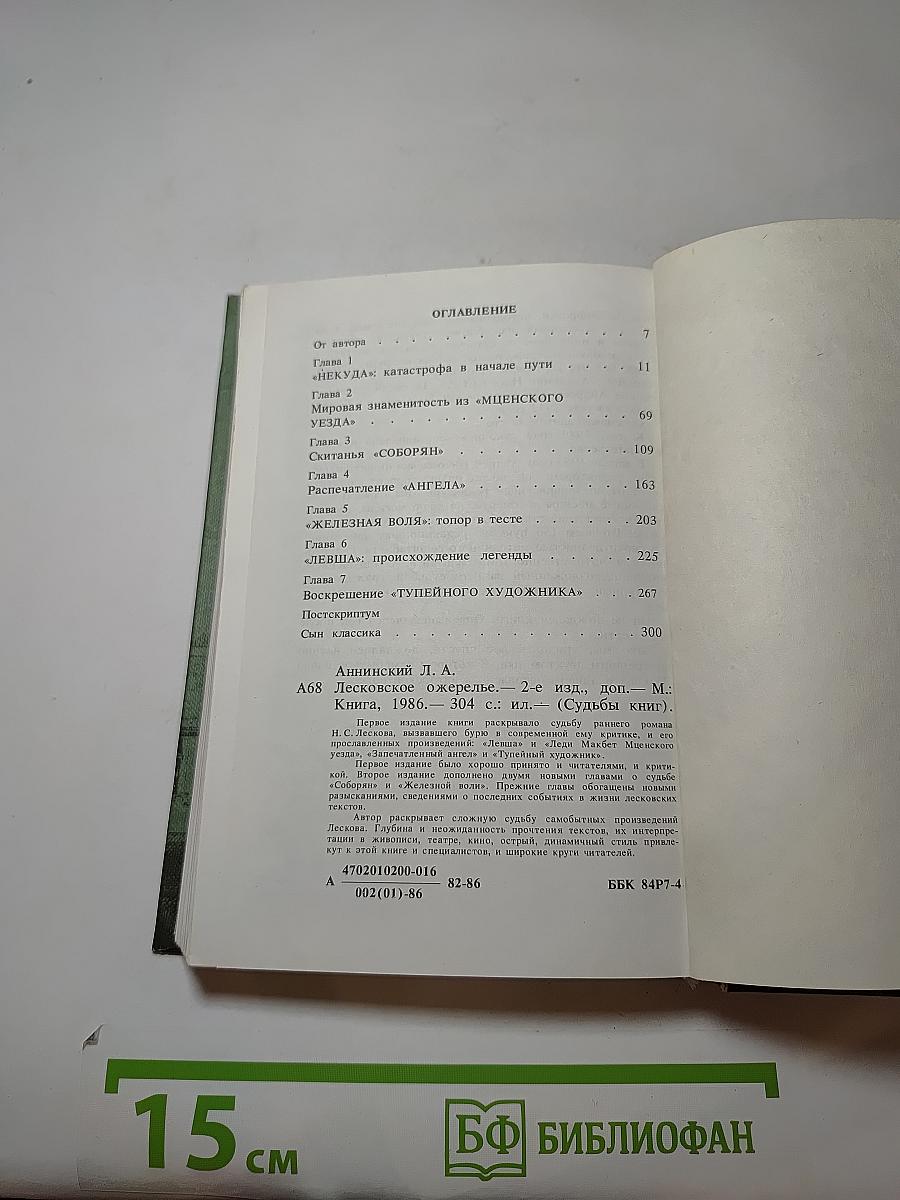 ОГЛАВЛЕНИЕ
От автора . . . . . . . . . . . . . . . 7
Глава 1
«НЕКУДА»: катастрофа в начале пути . . . . 11
Глава 2
Мировая знаменитость из «МЦЕНСКОГО
УЕЗДА» . . . . . . . . . . . . . . 69
Глава 3
Скитанья «СОБОРЯН» . . . . . . . . . . 109
Глава 4
Распечатление «АНГЕЛА» . . . . . . . . . 163
Глава 5
«ЖЕЛЕЗНАЯ ВОЛЯ»: топор в тесте . . . . . . 203
Глава 6
«ЛЕВША»: происхождение легенды . . . . . 225
Глава 7
Воскрешение «ТУПЕЙНОГО ХУДОЖНИКА» . . . 267
Постскриптум
Сын классика . . . . . . . . . . . . . . 300
Аннинский Л. А.
А68 Лесковское ожерелье.— 2-е изд., доп.— М.:
Книга, 1986.— 304 с.: ил.— (Судьбы книг).
Первое издание книги раскрывало судьбу раннего романа
Н. С. Лескова, вызвавшего бурю в современной ему критике, и его
прославленных произведений: «Левша» и «Леди Макбет Мценского
уезда», «Запечатленный ангел» и «Тупейный художник».
Первое издание было хорошо принято и читателями, и крити-
кой. Второе издание дополнено двумя новыми главами о судьбе
«Соборян» и «Железной воли». Прежние главы обогащены новыми
разысканиями, сведениями о последних событиях в жизни лесковских
текстов.
Автор раскрывает сложную судьбу самобытных произведений
Лескова. Глубина и неожиданность прочтения текстов, их интерпре-
тации в живописи, театре, кино, острый, динамичный стиль привле-
кут к этой книге и специалистов, и широкие круги читателей.
4702010200-016
А 82-86 ББК 84Р7-4
002(01)-86
15 см
БФ БИБЛИОФАН